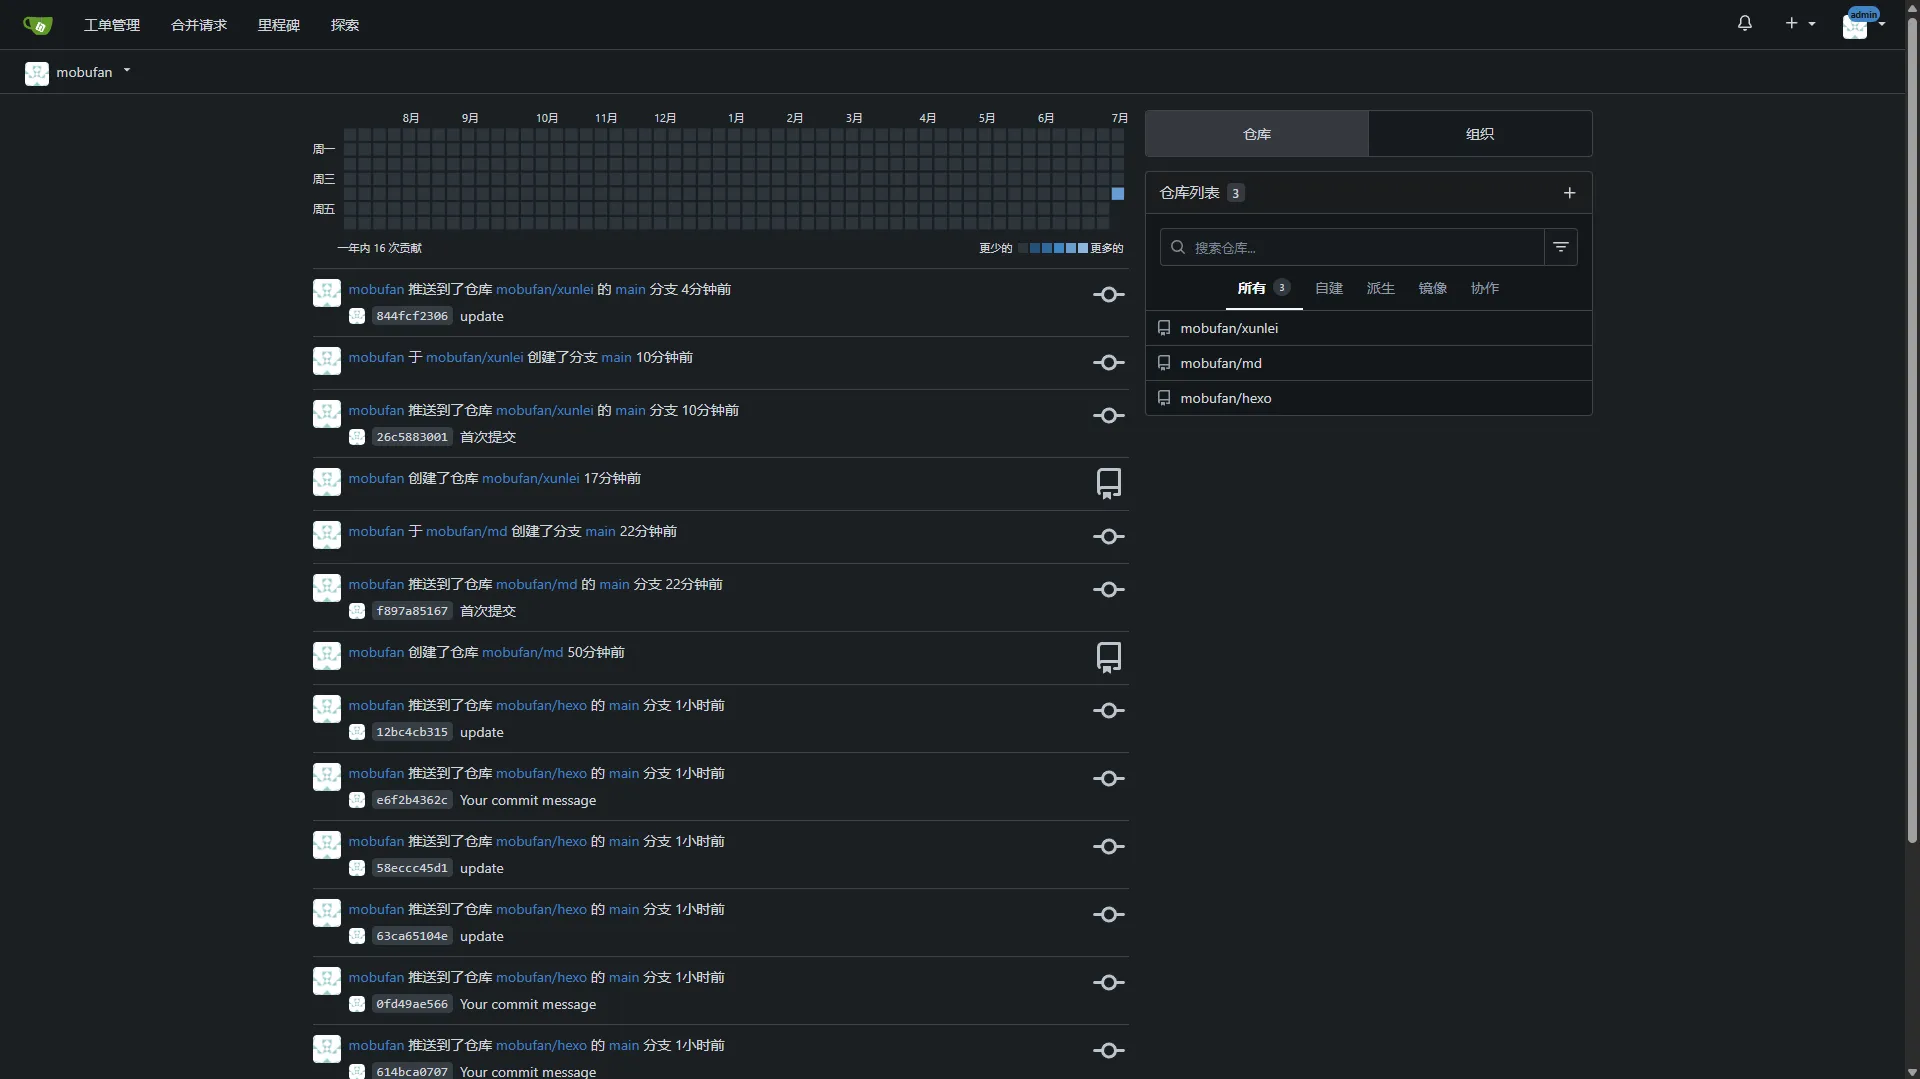 工单管理 合并请求 里程碑 探索 admin
mobufan
8月 9月 10月 11月 12月 1月 2月 3月 4月 5月 6月 7月
周一
周三
周五
一年内 16 次贡献 更少的 更多的
mobufan 推送到了仓库 mobufan/xunlei 的 main 分支 4分钟前
844fcf2306 update
mobufan 于 mobufan/xunlei 创建了分支 main 10分钟前
mobufan 推送到了仓库 mobufan/xunlei 的 main 分支 10分钟前
26c5883001 首次提交
mobufan 创建了仓库 mobufan/xunlei 17分钟前
mobufan 于 mobufan/md 创建了分支 main 22分钟前
mobufan 推送到了仓库 mobufan/md 的 main 分支 22分钟前
f897a85167 首次提交
mobufan 创建了仓库 mobufan/md 50分钟前
mobufan 推送到了仓库 mobufan/hexo 的 main 分支 1小时前
12bc4cb315 update
mobufan 推送到了仓库 mobufan/hexo 的 main 分支 1小时前
e6f2b4362c Your commit message
mobufan 推送到了仓库 mobufan/hexo 的 main 分支 1小时前
58eccc45d1 update
mobufan 推送到了仓库 mobufan/hexo 的 main 分支 1小时前
63ca65104e update
mobufan 推送到了仓库 mobufan/hexo 的 main 分支 1小时前
0fd49ae566 Your commit message
mobufan 推送到了仓库 mobufan/hexo 的 main 分支 1小时前
614bca0707 Your commit message
仓库 组织
仓库列表 3
搜索仓库...
所有 3 自建 派生 镜像 协作
mobufan/xunlei
mobufan/md
mobufan/hexo